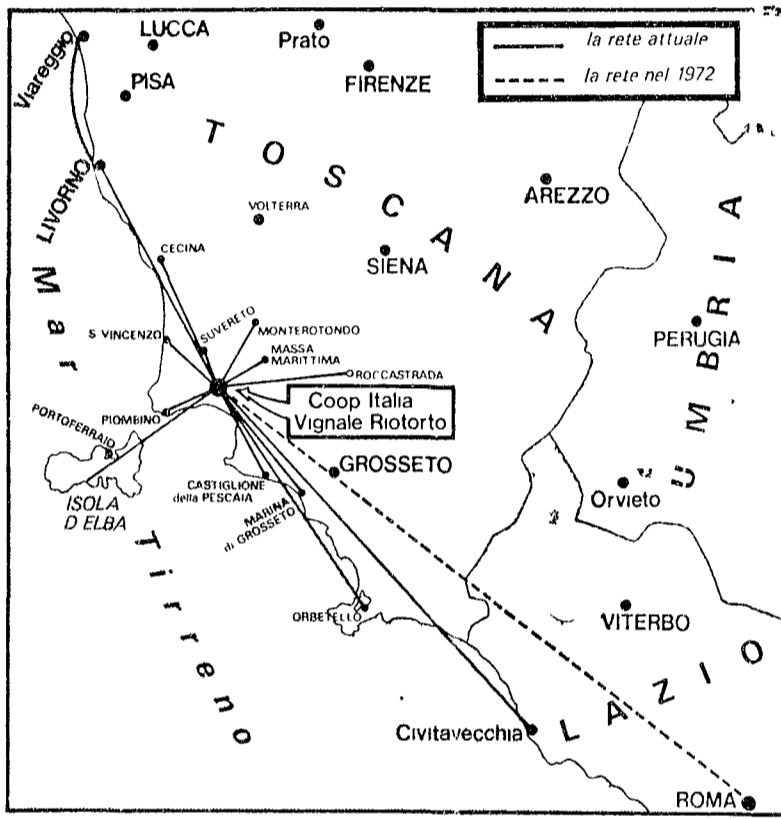 la rete attuale
la rete nel 1972
Viareggio
LUCCA
Prato
PISA
FIRENZE
TOSCANA
LIVORNO
AREZZO
VOLTERRA
SIENA
CECINA
Mar Tirreno
UMBRIA
PERUGIA
S. VINCENZO
SUVERETO
MONTEROTONDO
MASSA
MARITTIMA
ROCCASTRADA
Coop Italia
Vignale Riotorto
PIOMBINO
PORTOFERRAIO
ISOLA
D ELBA
GROSSETO
CASTIGLIONE
della PESCAIA
MARINA
di GROSSETO
Orvieto
ORBETELLO
VITERBO
LAZIO
Civitavecchia
ROMA